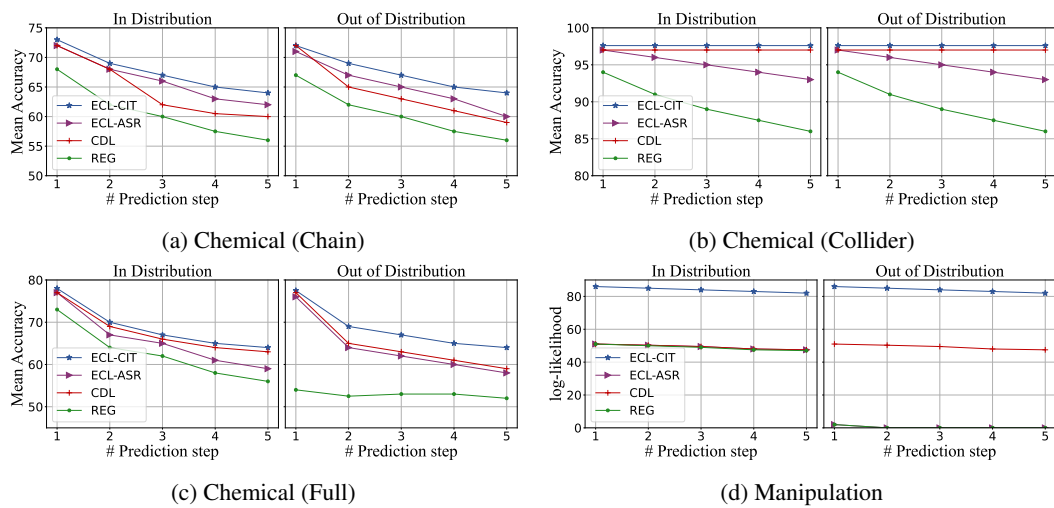 In Distribution
Out of Distribution
Mean Accuracy
75
70
65
60
55
50
ECL-CIT
ECL-ASR
CDL
REG
1 2 3 4 5
1 2 3 4 5
# Prediction step
# Prediction step
(a) Chemical (Chain)
In Distribution
Out of Distribution
Mean Accuracy
100
95
90
85
80
ECL-CIT
ECL-ASR
CDL
REG
1 2 3 4 5
1 2 3 4 5
# Prediction step
# Prediction step
(b) Chemical (Collider)
In Distribution
Out of Distribution
Mean Accuracy
80
70
60
50
ECL-CIT
ECL-ASR
CDL
REG
1 2 3 4 5
1 2 3 4 5
# Prediction step
# Prediction step
(c) Chemical (Full)
In Distribution
Out of Distribution
log-likelihood
80
60
40
20
0
ECL-CIT
ECL-ASR
CDL
REG
1 2 3 4 5
1 2 3 4 5
# Prediction step
# Prediction step
(d) Manipulation